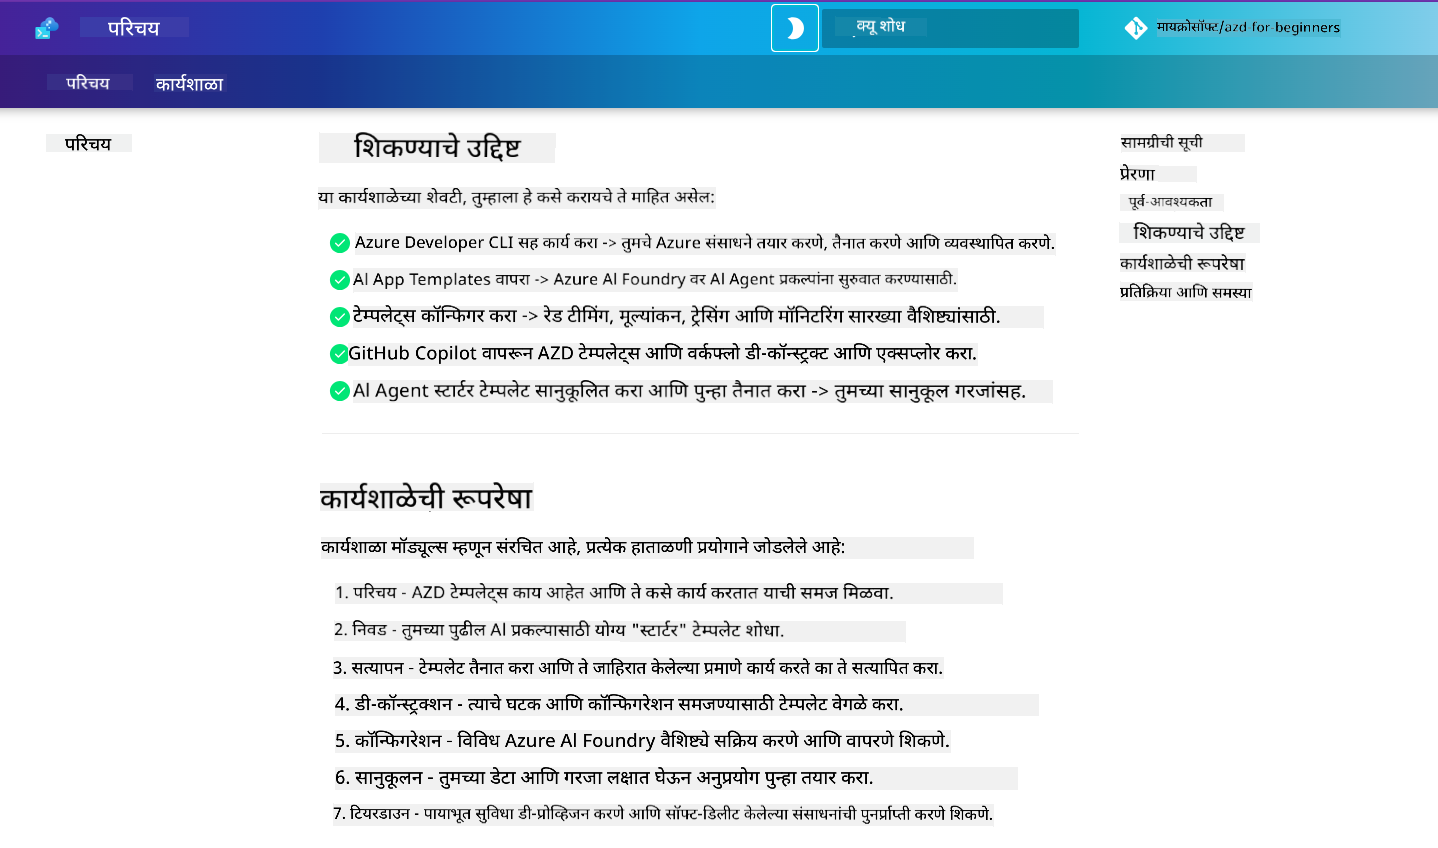 परिचय
क्यू शोध
मायक्रोसॉफ्ट/azd-for-beginners
परिचय
कार्यशाळा
परिचय
शिकण्याचे उद्दिष्ट
या कार्यशाळेच्या शेवटी, तुम्हाला हे कसे करायचे ते माहित असेल:
Azure Developer CLI सह कार्य करा -> तुमचे Azure संसाधने तयार करणे, तैनात करणे आणि व्यवस्थापित करणे.
AI App Templates वापरा -> Azure AI Foundry वर AI Agent प्रकल्पांना सुरुवात करण्यासाठी.
टेम्पलेट्स कॉन्फिगर करा -> रेड टीमिंग, मूल्यांकन, ट्रेसिंग आणि मॉनिटरिंग सारख्या वैशिष्ट्यांसाठी.
GitHub Copilot वापरून AZD टेम्पलेट्स आणि वर्कफ्लो डी-कॉन्स्ट्रक्ट आणि एक्सप्लोर करा.
AI Agent स्टार्टर टेम्पलेट सानुकूलित करा आणि पुन्हा तैनात करा -> तुमच्या सानुकूल गरजांसह.
कार्यशाळेची रूपरेषा
कार्यशाळा मॉड्यूल्स म्हणून संरचित आहे, प्रत्येक हाताळणी प्रयोगाने जोडलेले आहे:
1. परिचय - AZD टेम्पलेट्स काय आहेत आणि ते कसे कार्य करतात याची समज मिळवा.
2. निवड - तुमच्या पुढील AI प्रकल्पासाठी योग्य "स्टार्टर" टेम्पलेट शोधा.
3. सत्यापन - टेम्पलेट तैनात करा आणि ते जाहिरात केलेल्या प्रमाणे कार्य करते का ते सत्यापित करा.
4. डी-कॉन्स्ट्रक्शन - त्याचे घटक आणि कॉन्फिगरेशन समजण्यासाठी टेम्पलेट वेगळे करा.
5. कॉन्फिगरेशन - विविध Azure AI Foundry वैशिष्ट्ये सक्रिय करणे आणि वापरणे शिकणे.
6. सानुकूलन - तुमच्या डेटा आणि गरजा लक्षात घेऊन अनुप्रयोग पुन्हा तयार करा.
7. टियरडाउन - पायाभूत सुविधा डी-प्रोव्हिजन करणे आणि सॉफ्ट-डिलीट केलेल्या संसाधनांची पुनर्प्राप्ती करणे शिकणे.
सामग्रीची सूची
प्रेरणा
पूर्व-आवश्यकता
शिकण्याचे उद्दिष्ट
कार्यशाळेची रूपरेषा
प्रतिक्रिया आणि समस्या